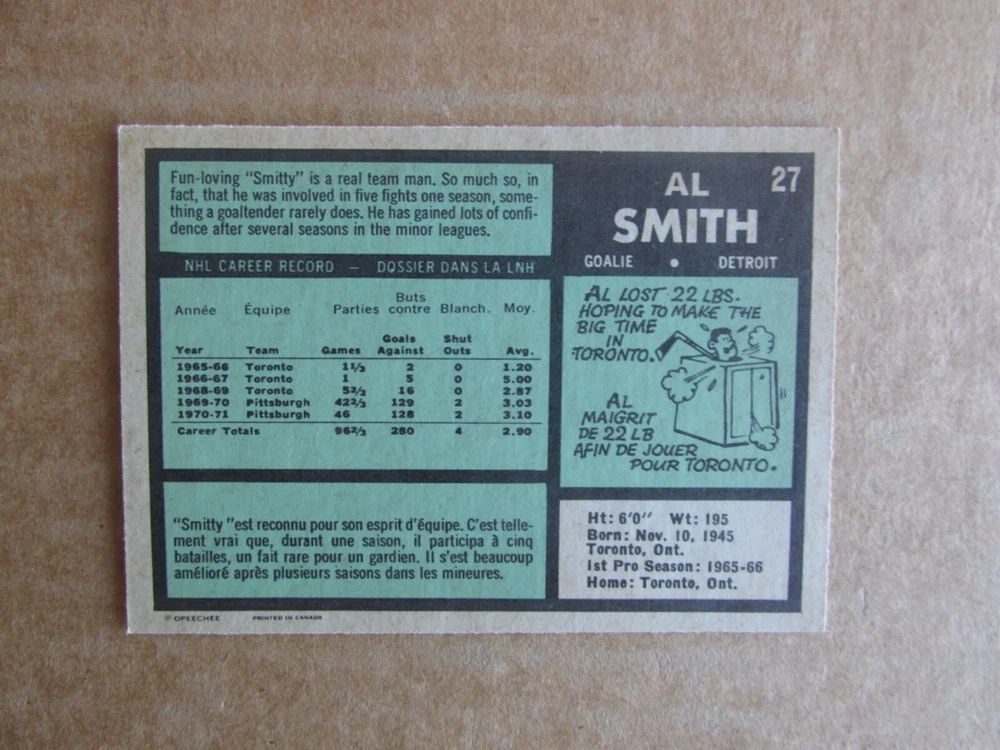 Fun-loving "Smitty" is a real team man. So much so, in
fact, that he was involved in five fights one season, some-
thing a goaltender rarely does. He has gained lots of confi-
dence after several seasons in the minor leagues.
27
AL
SMITH
GOALIE • DETROIT
NHL CAREER RECORD — DOSSIER DANS LA LNH
Année Équipe Parties Buts contre Blanch. Moy.
Year Team Games Goals Against Shut Outs Avg.
1965-66 Toronto 11/3 2 0 1.20
1966-67 Toronto 1 5 0 5.00
1968-69 Toronto 52/3 16 0 2.87
1969-70 Pittsburgh 422/3 129 2 3.03
1970-71 Pittsburgh 46 128 2 3.10
Career Totals 962/3 280 4 2.90
AL LOST 22 LBS.
HOPING TO MAKE THE
BIG TIME
IN
TORONTO.
AL
MAIGRIT
DE 22 LB
AFIN DE JOUER
POUR TORONTO.
"Smitty "est reconnu pour son esprit d'équipe. C'est telle-
ment vrai que, durant une saison, il participa à cinq
batailles, un fait rare pour un gardien. Il s'est beaucoup
amélioré après plusieurs saisons dans les mineures.
Ht: 6'0" Wt: 195
Born: Nov. 10, 1945
Toronto, Ont.
1st Pro Season: 1965-66
Home: Toronto, Ont.
© OPEECHEE PRINTED IN CANADA